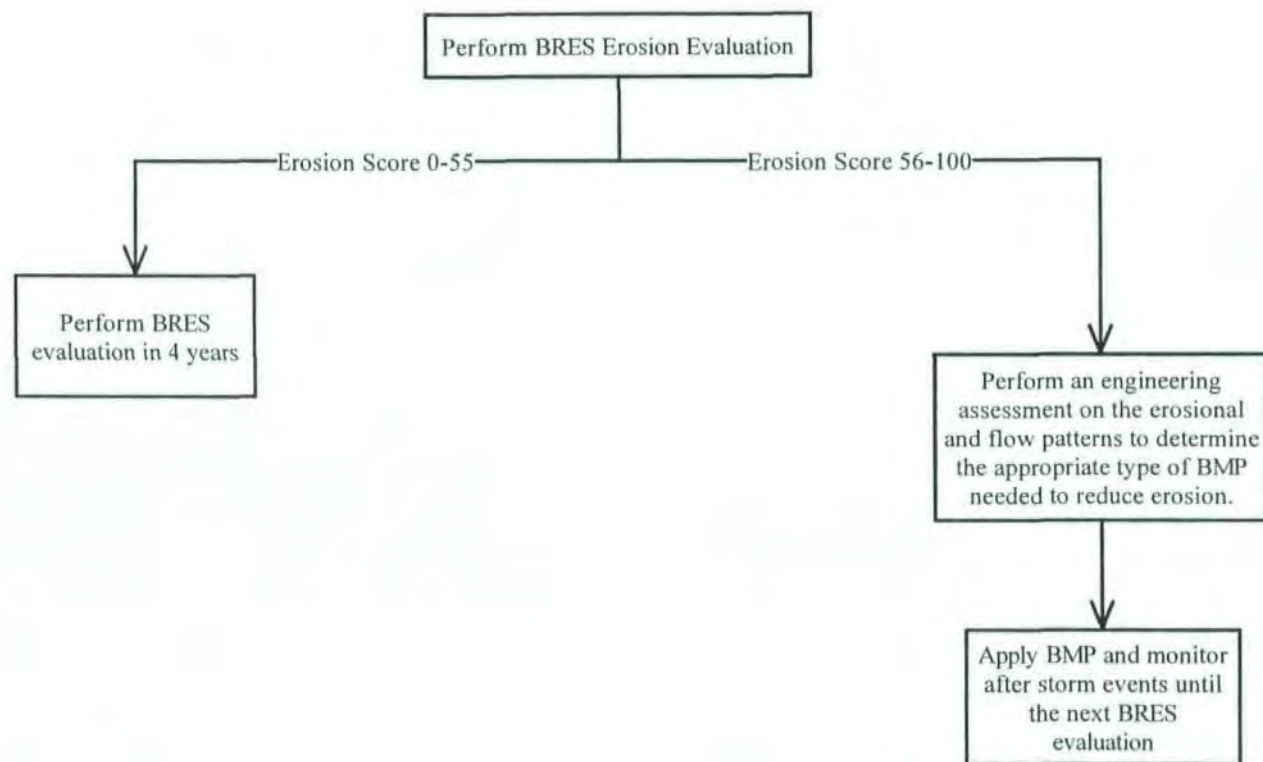 Perform BRES Erosion Evaluation
Erosion Score 0-55
Erosion Score 56-100
Perform BRES
evaluation in 4 years
Perform an engineering
assessment on the erosional
and flow patterns to determine
the appropriate type of BMP
needed to reduce erosion.
Apply BMP and monitor
after storm events until
the next BRES
evaluation